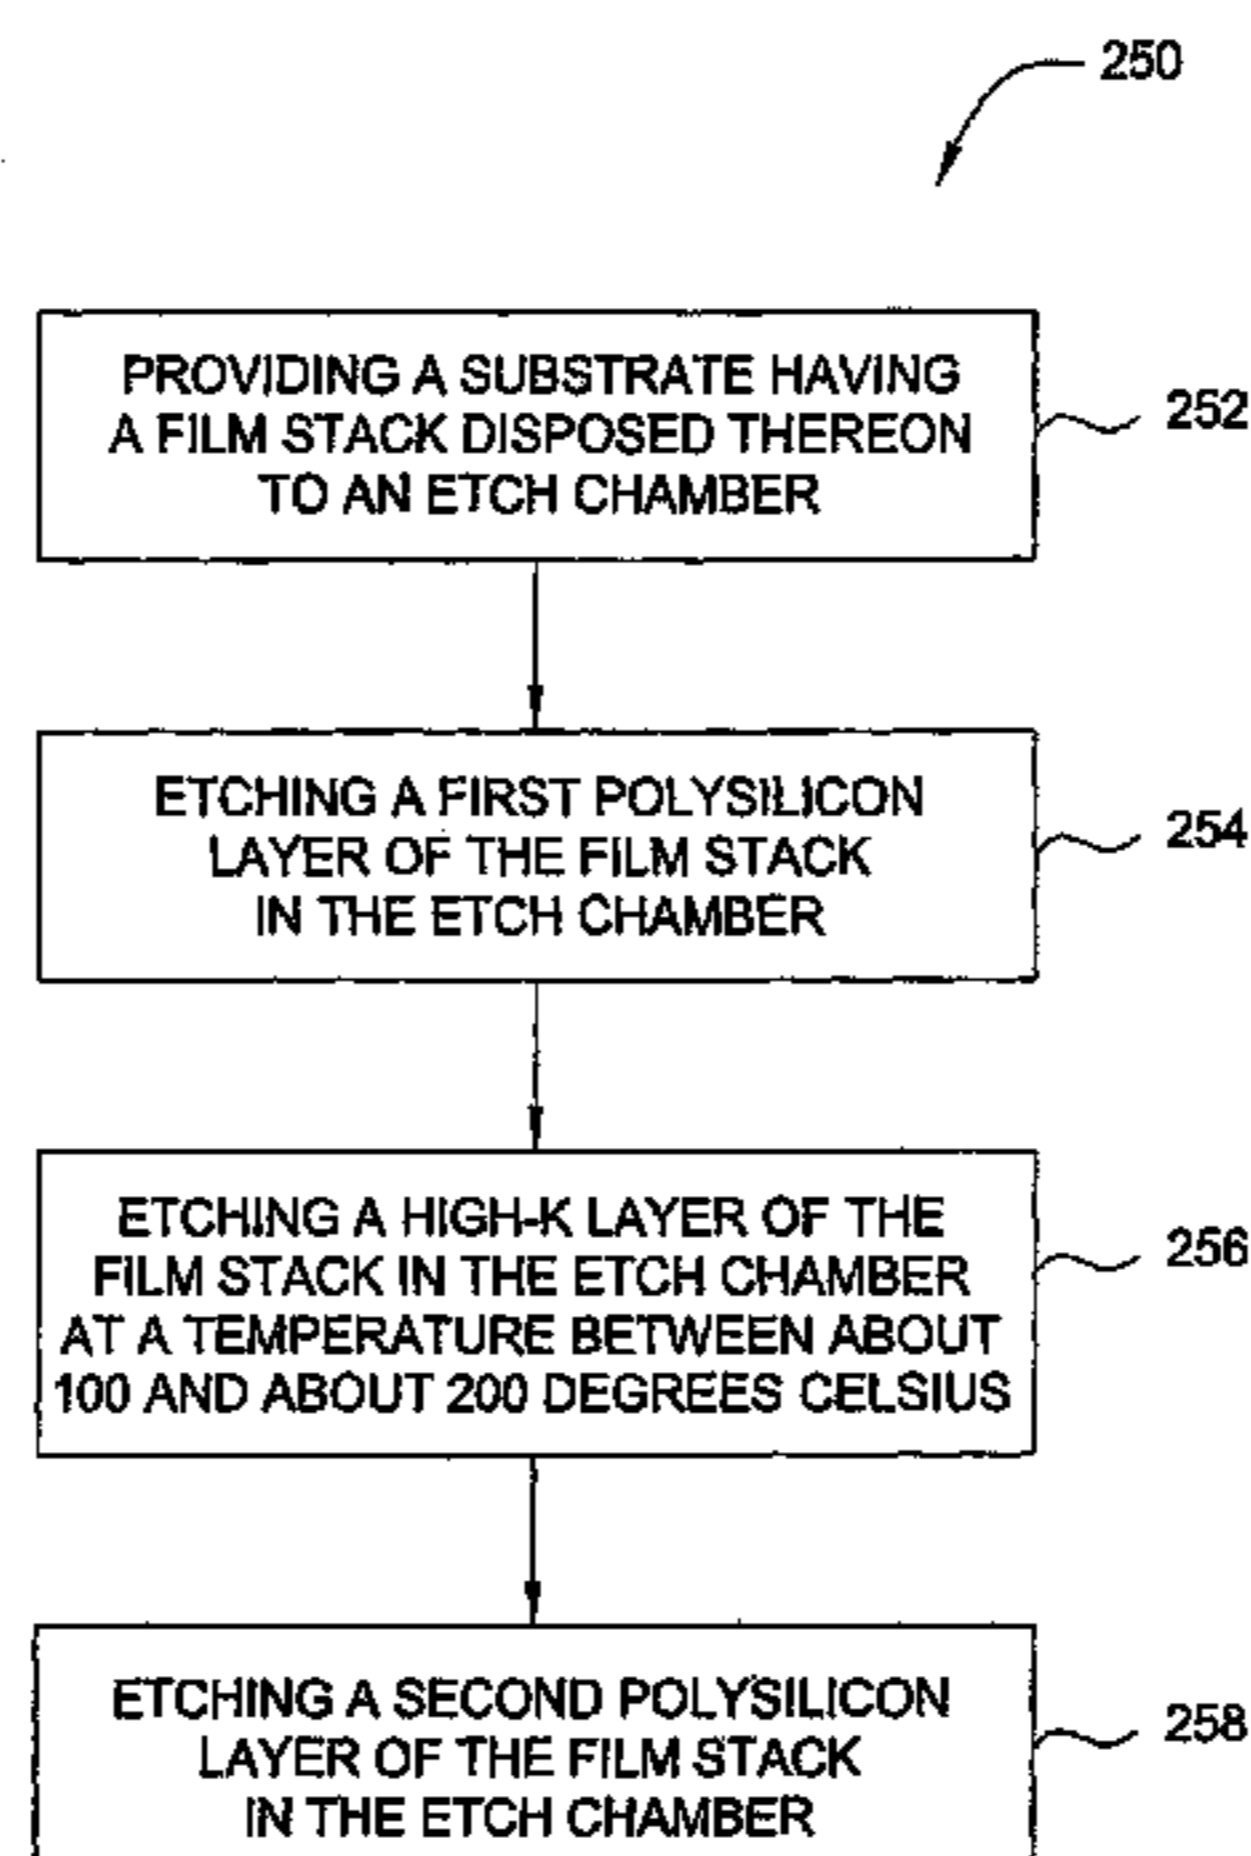 250
PROVIDING A SUBSTRATE HAVING
A FILM STACK DISPOSED THEREON
TO AN ETCH CHAMBER
252
ETCHING A FIRST POLYSILICON
LAYER OF THE FILM STACK
IN THE ETCH CHAMBER
254
ETCHING A HIGH-K LAYER OF THE
FILM STACK IN THE ETCH CHAMBER
AT A TEMPERATURE BETWEEN ABOUT
100 AND ABOUT 200 DEGREES CELSIUS
256
ETCHING A SECOND POLYSILICON
LAYER OF THE FILM STACK
IN THE ETCH CHAMBER
258